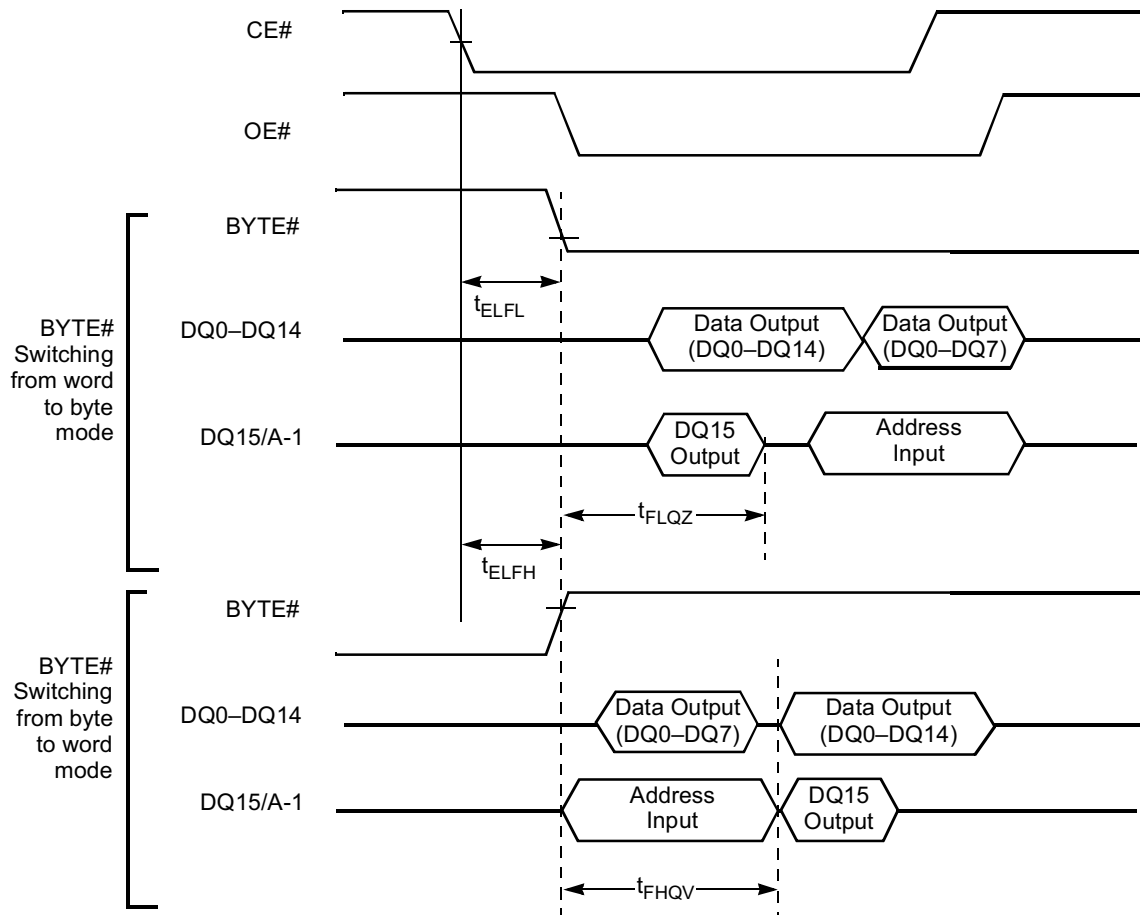 CE#
OE#
BYTE#
tELFL
BYTE#
Switching
from word
to byte
mode
DQ0–DQ14
Data Output
(DQ0–DQ14)
Data Output
(DQ0–DQ7)
DQ15/A-1
DQ15
Output
Address
Input
tFLQZ
tELFH
BYTE#
BYTE#
Switching
from byte
to word
mode
DQ0–DQ14
Data Output
(DQ0–DQ7)
Data Output
(DQ0–DQ14)
DQ15/A-1
Address
Input
DQ15
Output
tFHQV